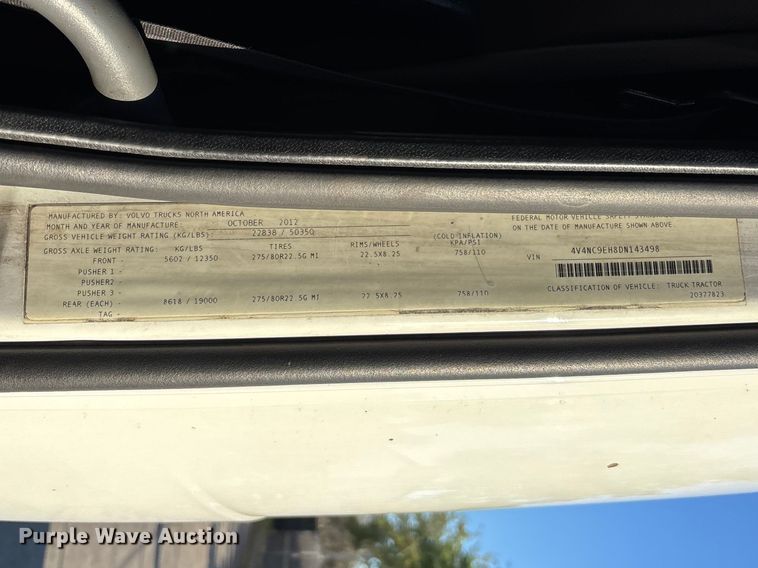 MANUFACTURED BY: VOLVO TRUCKS NORTH AMERICA
MONTH AND YEAR OF MANUFACTURE: OCTOBER 2012
GROSS VEHICLE WEIGHT RATING (KG/LBS) 22838 / 50350
GROSS AXLE WEIGHT RATING: KG/LBS TIRES RIMS/WHEELS (COLD INFLATION) KPA/PSI
FRONT - 5602 / 12350 275/80R22.5G MI 22.5X8.25 758/110
PUSHER 1 -
PUSHER2 -
PUSHER 3 -
REAR (EACH) - 8618 / 19000 275/80R22.5G MI 22.5X8.25 758/110
TAG -
FEDERAL MOTOR VEHICLE SAFETY
ON THE DATE OF MANUFACTURE SHOWN ABOVE.
VIN 4V4NC9EH8DN143498
CLASSIFICATION OF VEHICLE: TRUCK TRACTOR
20377823
Purple Wave Auction